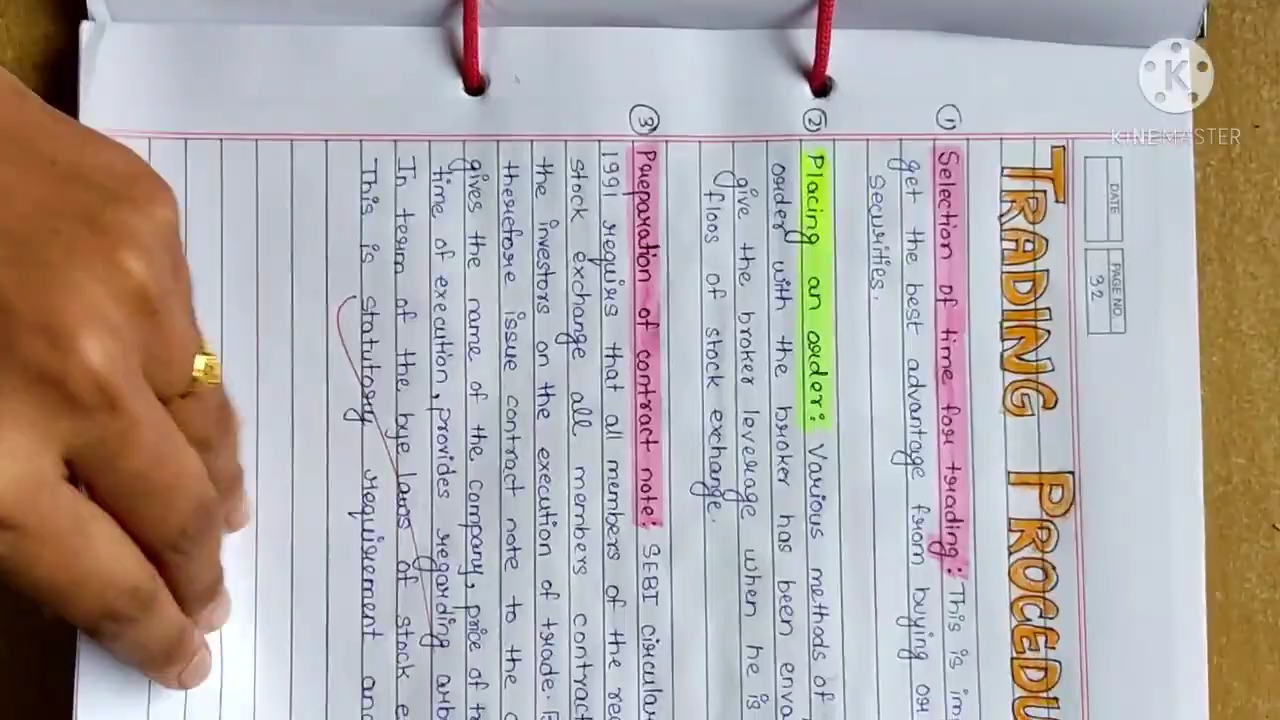 KINEMASTER
DATE
PAGE NO.
32
TRADING PROCEDU
① Selection of time for trading: This is im
get the best advantage from buying or
securities.
② Placing an order: Various methods of
order with the broker has been enva
give the broker leverage when he is
floos of stock exchange.
③ Preparation of contract note: SEBI circular
1991 requirs that all members of the rec
stock exchange all members contract
the investors on the execution of trade.
therefore issue contract note to the
gives the name of the company, price of
time of execution, provides regarding arb
In term of the bye laws of stock e
This is statutory requirement and